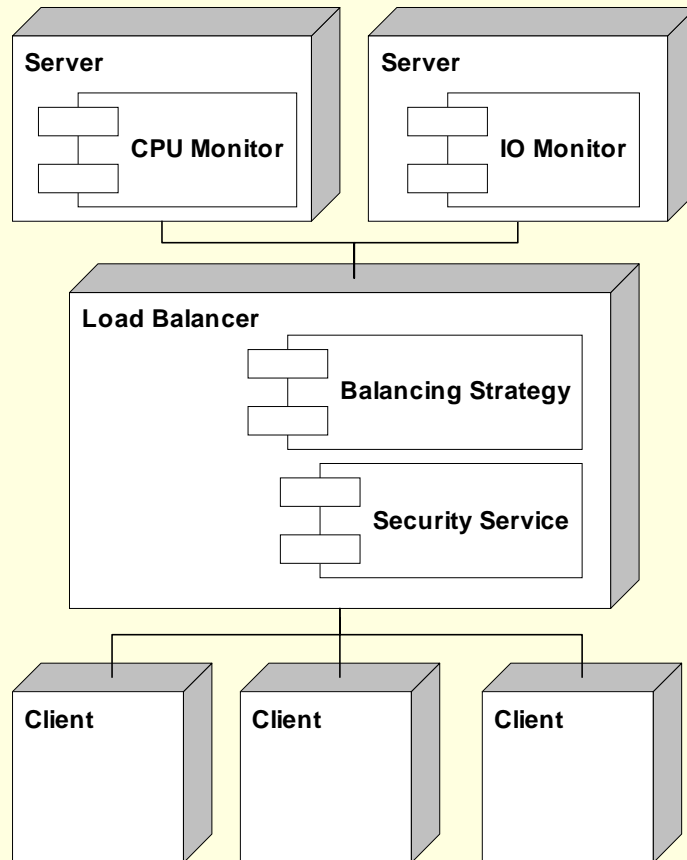 Server
Server
CPU Monitor
IO Monitor
Load Balancer
Balancing Strategy
Security Service
Client
Client
Client